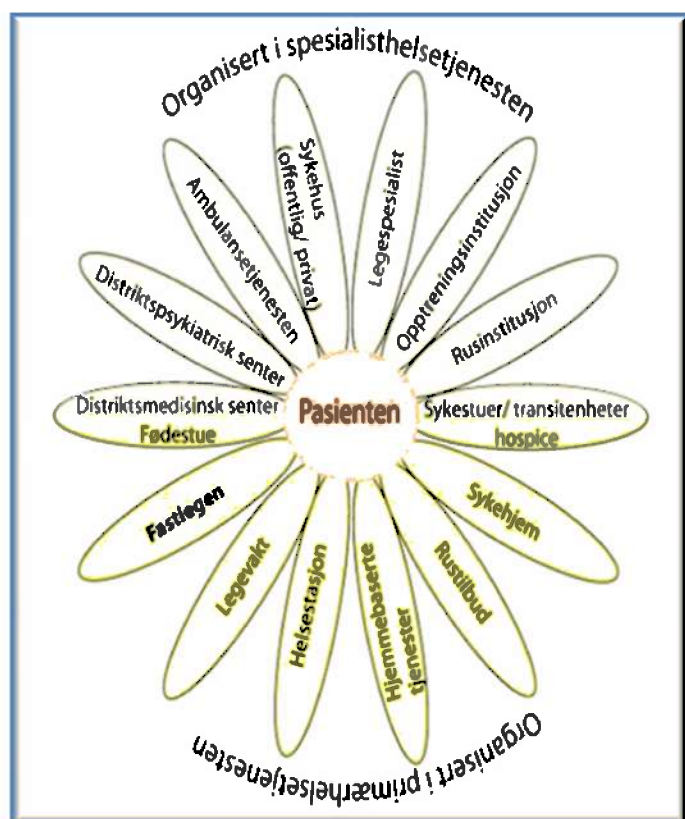 Organisert i spesialisthelsetjenesten
Sykehus
(offentlig/ privat)
Legespesialist
Ambulansetjenesten
Opptreningsinstitusjon
Distriktspsykiatrisk senter
Rusinstitusjon
Distriktsmedisinsk senter
Fødestue
Pasienten
Sykestuer/ transitenheter
hospice
Fastlegen
Sykehjem
Legevakt
Rustilbud
Helsestasjon
Hjemmebaserte
tjenester
Organisert i primærhelsetjenesten